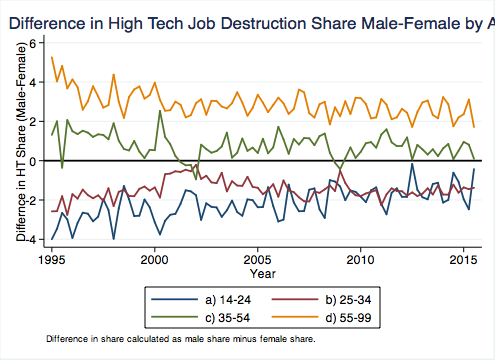 Difference in High Tech Job Destruction Share Male-Female by A
Differnce in HT Share (Male-Female)
6
4
2
0
-2
-4
1995
2000
2005
2010
2015
Year
a) 14-24
b) 25-34
c) 35-54
d) 55-99
Difference in share calculated as male share minus female share.